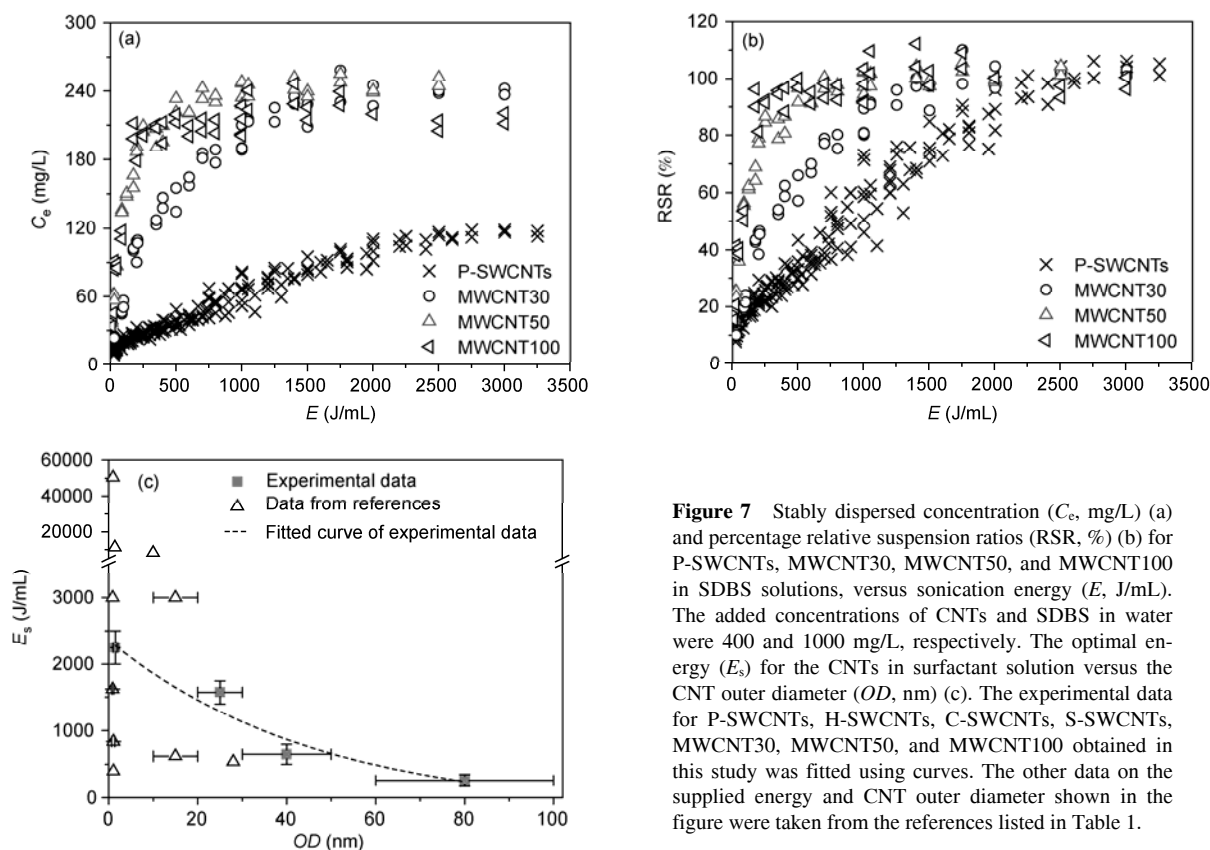 (a)
300
240
180
120
60
0
Ce (mg/L)
P-SWCNTs
MWCNT30
MWCNT50
MWCNT100
0 500 1000 1500 2000 2500 3000 3500
E (J/mL)
(b)
120
100
80
60
40
20
0
RSR (%)
P-SWCNTs
MWCNT30
MWCNT50
MWCNT100
0 500 1000 1500 2000 2500 3000 3500
E (J/mL)
(c)
60000
40000
20000
3000
2000
1000
0
Es (J/mL)
Experimental data
Data from references
Fitted curve of experimental data
0 20 40 60 80 100
OD (nm)
Figure 7 Stably dispersed concentration (Ce, mg/L) (a)
and percentage relative suspension ratios (RSR, %) (b) for
P-SWCNTs, MWCNT30, MWCNT50, and MWCNT100
in SDBS solutions, versus sonication energy (E, J/mL).
The added concentrations of CNTs and SDBS in water
were 400 and 1000 mg/L, respectively. The optimal en-
ergy (Es) for the CNTs in surfactant solution versus the
CNT outer diameter (OD, nm) (c). The experimental data
for P-SWCNTs, H-SWCNTs, C-SWCNTs, S-SWCNTs,
MWCNT30, MWCNT50, and MWCNT100 obtained in
this study was fitted using curves. The other data on the
supplied energy and CNT outer diameter shown in the
figure were taken from the references listed in Table 1.